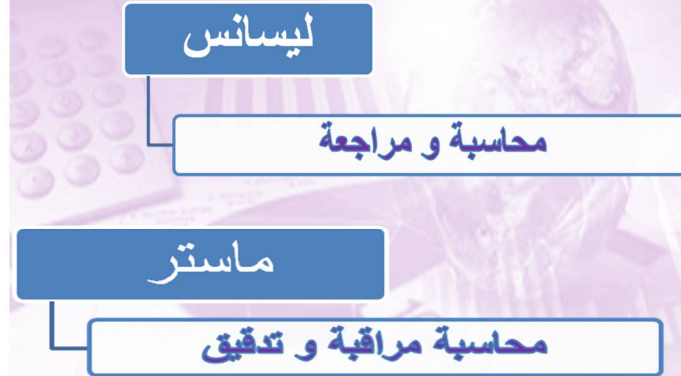 ليسانس
محاسبة و مراجعة
ماستر
محاسبة مراقبة و تدقيق